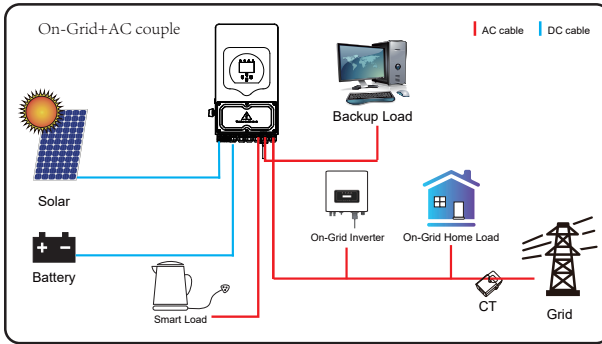 On-Grid+AC couple
AC cable
DC cable
Backup Load
Solar
On-Grid Inverter
On-Grid Home Load
Battery
Smart Load
CT
Grid